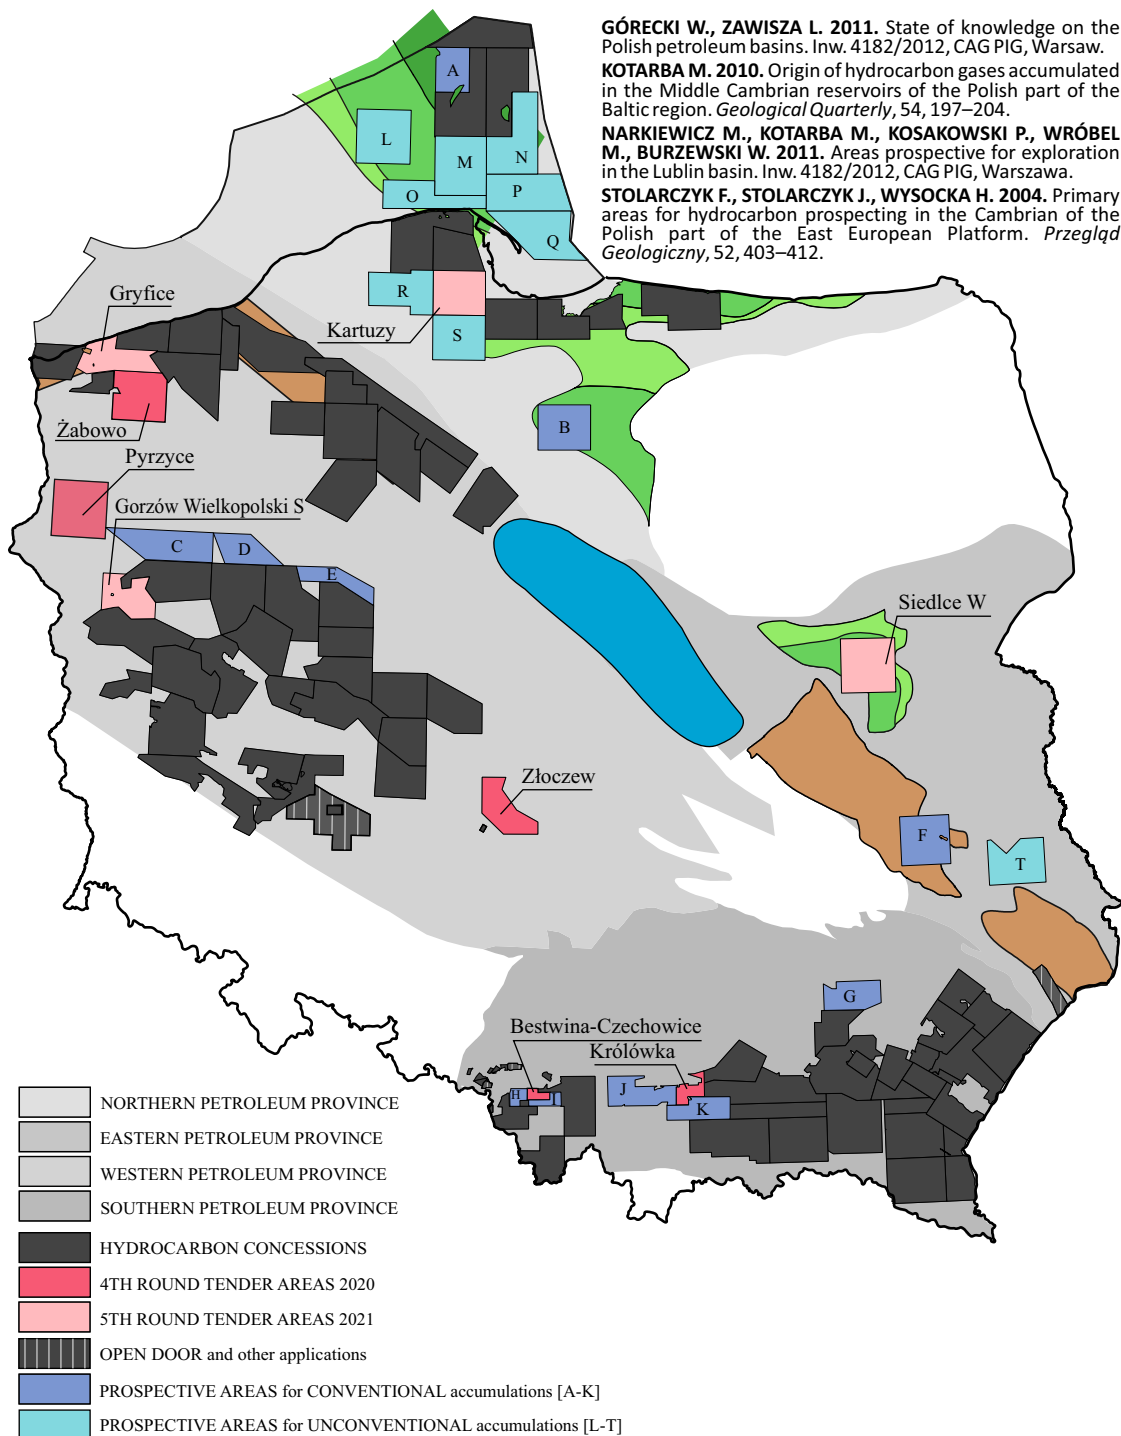 GÓRECKI W., ZAWISZA L. 2011. State of knowledge on the
Polish petroleum basins. Inw. 4182/2012, CAG PIG, Warsaw.
KOTARBA M. 2010. Origin of hydrocarbon gases accumulated
in the Middle Cambrian reservoirs of the Polish part of the
Baltic region. Geological Quarterly, 54, 197–204.
NARKIEWICZ M., KOTARBA M., KOSAKOWSKI P., WRÓBEL
M., BURZEWSKI W. 2011. Areas prospective for exploration
in the Lublin basin. Inw. 4182/2012, CAG PIG, Warszawa.
STOLARCZYK F., STOLARCZYK J., WYSOCKA H. 2004. Primary
areas for hydrocarbon prospecting in the Cambrian of the
Polish part of the East European Platform. Przegląd
Geologiczny, 52, 403–412.
A
L
M
N
O
P
Q
R
S
Gryfice
Kartuzy
Żabowo
B
Pyrzyce
Gorzów Wielkopolski S
C
D
E
Siedlce W
Złoczew
F
T
G
Bestwina-Czechowice
Królówka
H
I
J
K
NORTHERN PETROLEUM PROVINCE
EASTERN PETROLEUM PROVINCE
WESTERN PETROLEUM PROVINCE
SOUTHERN PETROLEUM PROVINCE
HYDROCARBON CONCESSIONS
4TH ROUND TENDER AREAS 2020
5TH ROUND TENDER AREAS 2021
OPEN DOOR and other applications
PROSPECTIVE AREAS for CONVENTIONAL accumulations [A-K]
PROSPECTIVE AREAS for UNCONVENTIONAL accumulations [L-T]